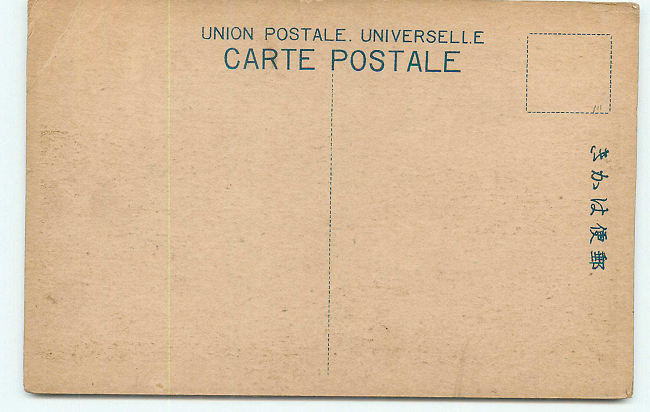 UNION POSTALE. UNIVERSELLE
CARTE POSTALE
きかは便郵